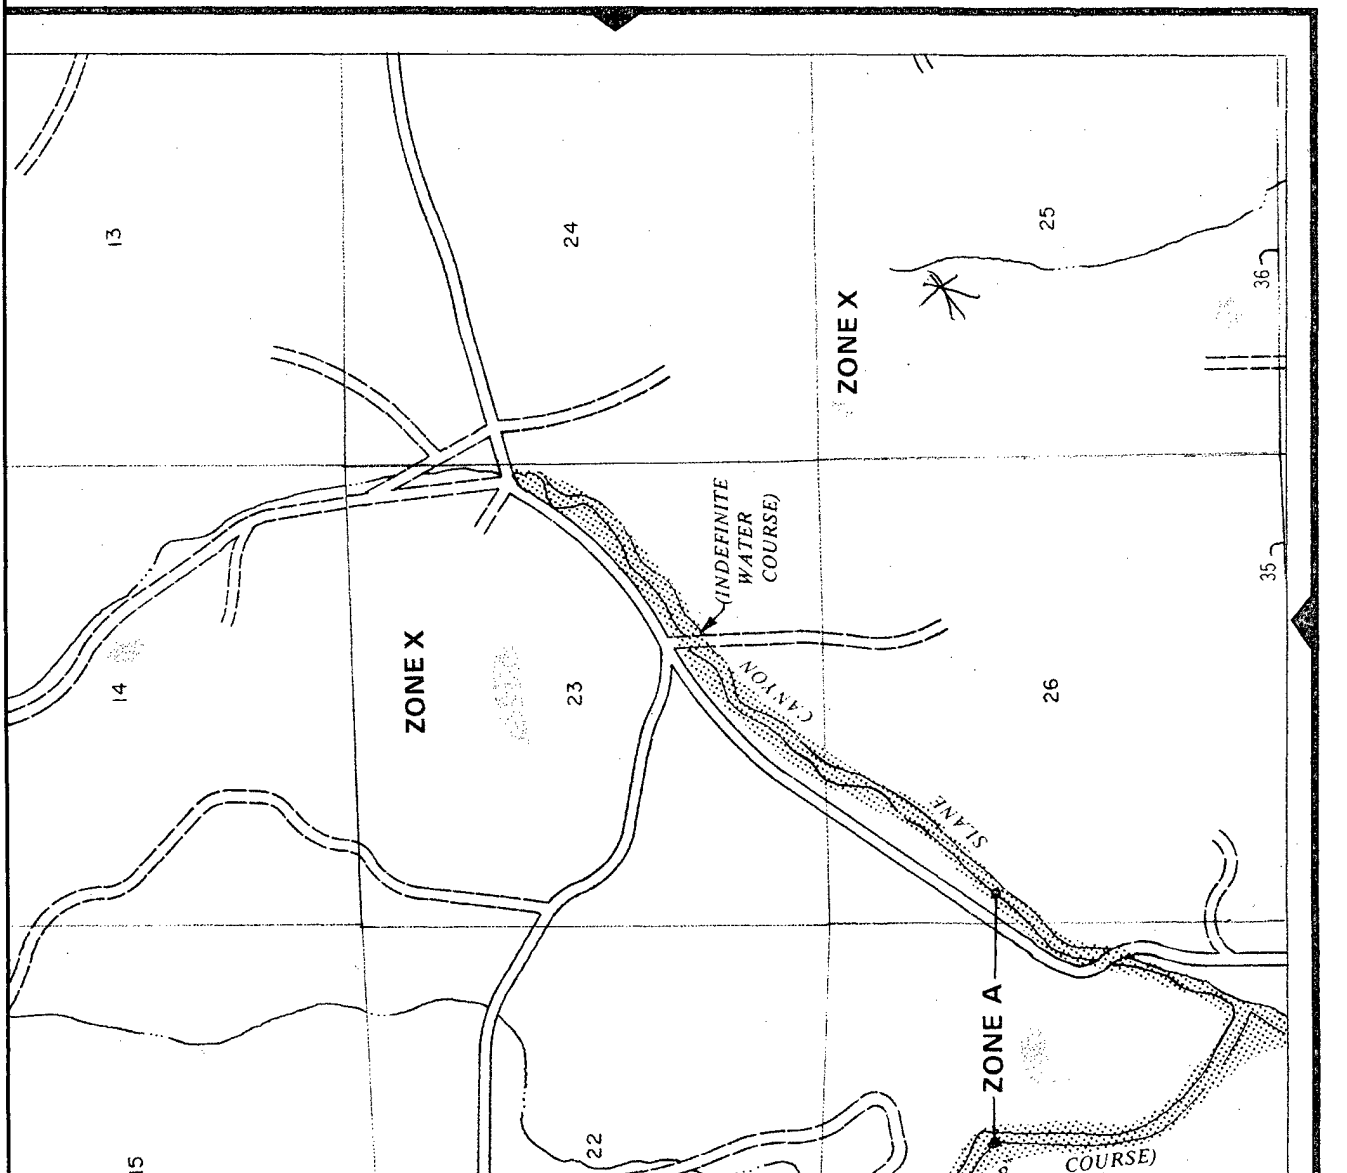 13
24
25
36
ZONE X
(INDEFINITE
WATER
COURSE)
35
14
ZONE X
23
CANYON
26
SLANE
ZONE A
22
15
COURSE)